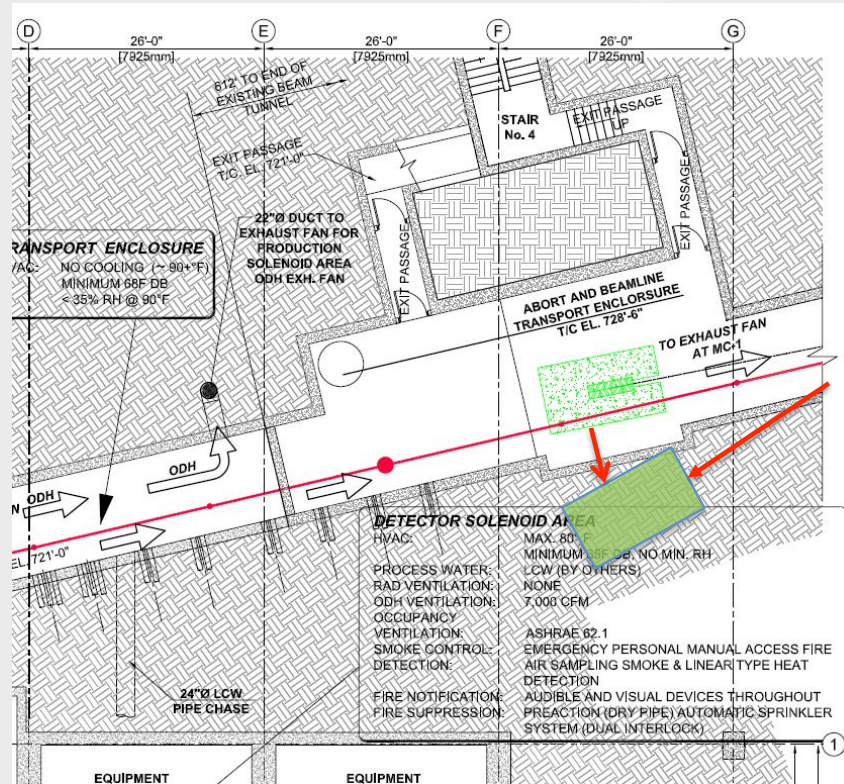 D
E
F
G
26'-0"
[7925mm]
26'-0"
[7925mm]
26'-0"
[7925mm]
612' TO END OF
EXISTING BEAM
TUNNEL
STAIR
No. 4
EXIT PASSAGE
UP
EXIT PASSAGE
T/C. EL. 721'-0"
22"Ø DUCT TO
EXHAUST FAN FOR
PRODUCTION
SOLENOID AREA
ODH EXH. FAN
EXIT PASSAGE
EXIT PASSAGE
RANSPORT ENCLOSURE
VAC: NO COOLING (~ 90+°F)
MINIMUM 68F DB
< 35% RH @ 90°F
ABORT AND BEAMLINE
TRANSPORT ENCLORSURE
T/C EL. 728'-6"
TO EXHAUST FAN
AT MC-1
ODH
N ODH
EL. 721'-0"
DETECTOR SOLENOID AREA
HVAC: MAX. 80° F
MINIMUM DB, NO MIN. RH
PROCESS WATER: LCW (BY OTHERS)
RAD VENTILATION: NONE
ODH VENTILATION: 7,000 CFM
OCCUPANCY
VENTILATION: ASHRAE 62.1
SMOKE CONTROL: EMERGENCY PERSONAL MANUAL ACCESS FIRE
DETECTION: AIR SAMPLING SMOKE & LINEAR TYPE HEAT
DETECTION
FIRE NOTIFICATION: AUDIBLE AND VISUAL DEVICES THROUGHOUT
FIRE SUPPRESSION: PREACTION (DRY PIPE) AUTOMATIC SPRINKLER
SYSTEM (DUAL INTERLOCK)
24"Ø LCW
PIPE CHASE
1
EQUIPMENT
EQUIPMENT